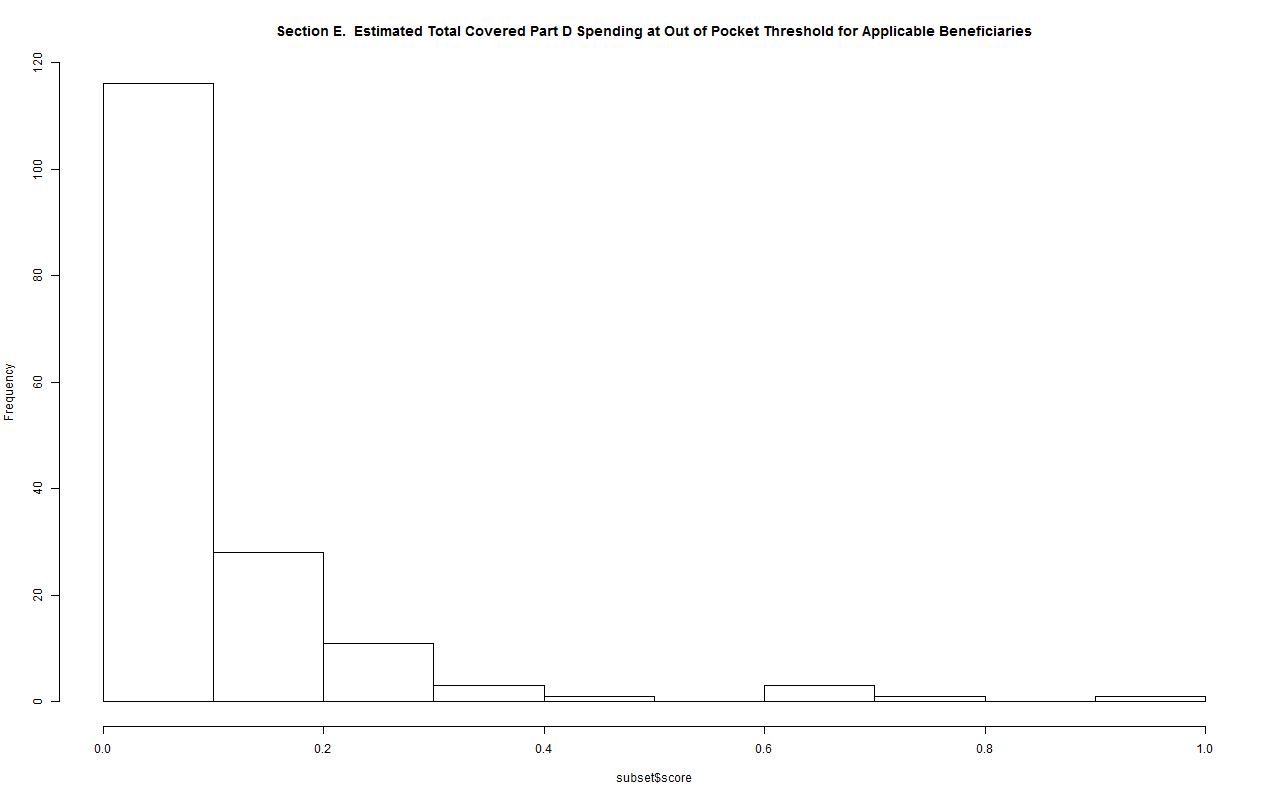 Section E.  Estimated Total Covered Part D Spending at Out of Pocket Threshold for Applicable Beneficiaries
120
100
80
60
40
20
0
Frequency
0.0 0.2 0.4 0.6 0.8 1.0
subset$score